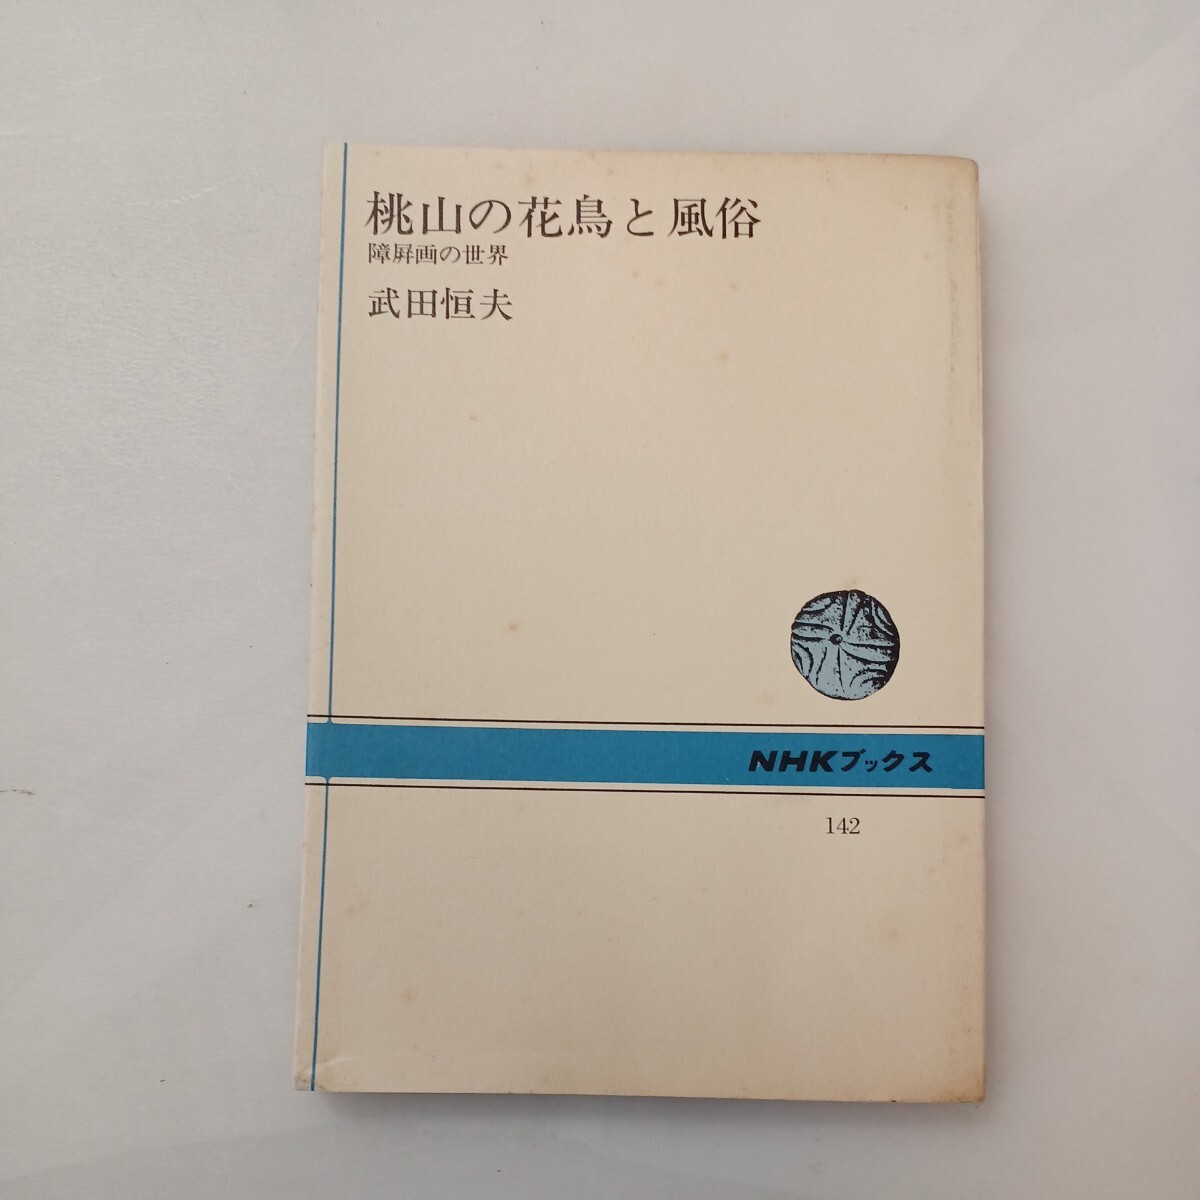 桃山の花鳥と風俗
障屛画の世界
武田恒夫
NHKブックス
142